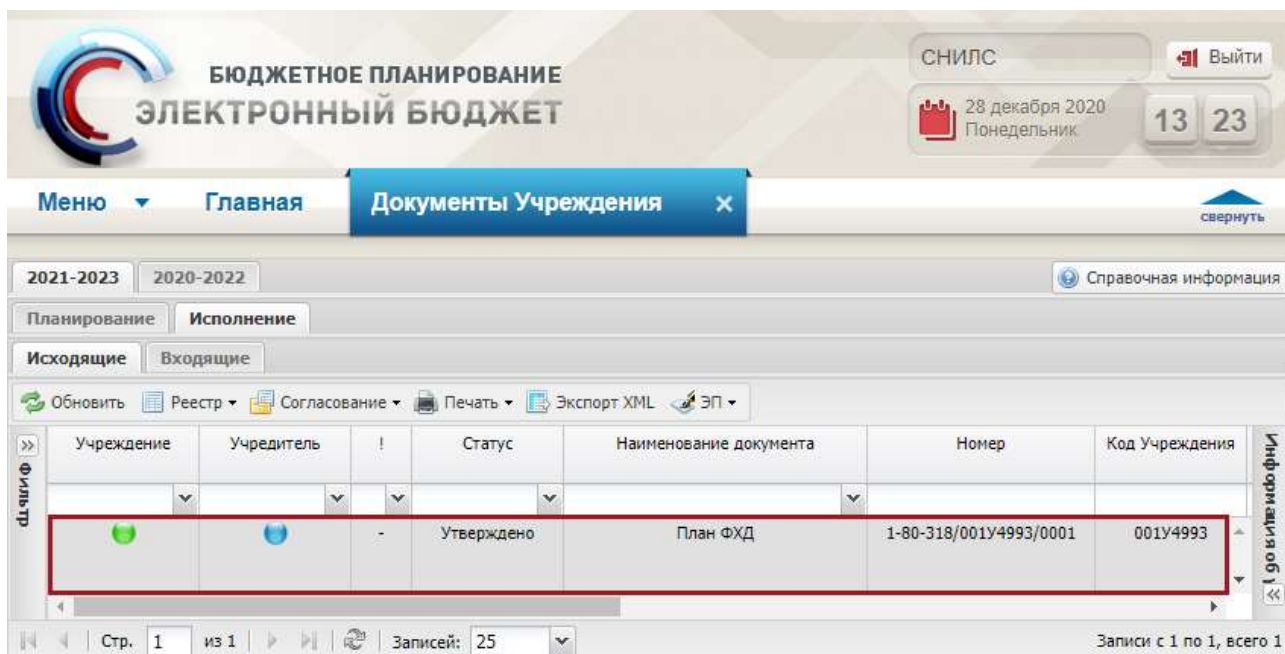 БЮДЖЕТНОЕ ПЛАНИРОВАНИЕ
ЭЛЕКТРОННЫЙ БЮДЖЕТ
СНИЛС
Выйти
28 декабря 2020
Понедельник
13 23
Меню Главная Документы Учреждения ×
свернуть
2021-2023 2020-2022 Справочная информация
Планирование Исполнение
Исходящие Входящие
Обновить Реестр Согласование Печать Экспорт XML ЭП
Фильтр
Учреждение Учредитель ! Статус Наименование документа Номер Код Учреждения
- Утверждено План ФХД 1-80-318/001У4993/0001 001У4993
Информация об
Стр. 1 из 1 Записей: 25 Записи с 1 по 1, всего 1